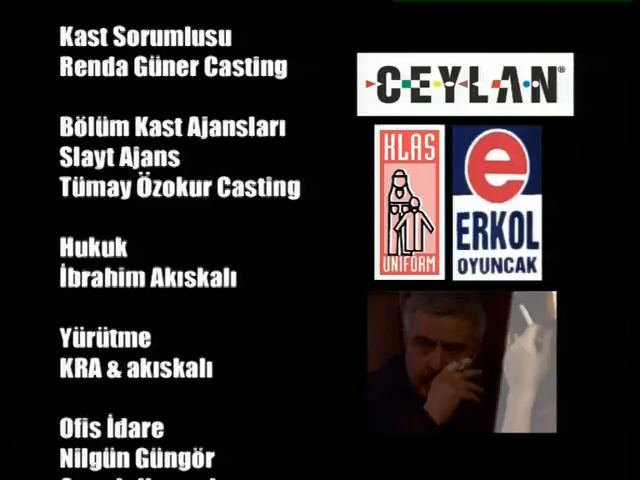 Kast Sorumlusu
Renda Güner Casting
Bölüm Kast Ajansları
Slayt Ajans
Tümay Özokur Casting
Hukuk
İbrahim Akıskalı
Yürütme
KRA & akıskalı
Ofis İdare
Nilgün Güngör
CEYLAN®
KLAS
UNIFORM
e
ERKOL
OYUNCAK